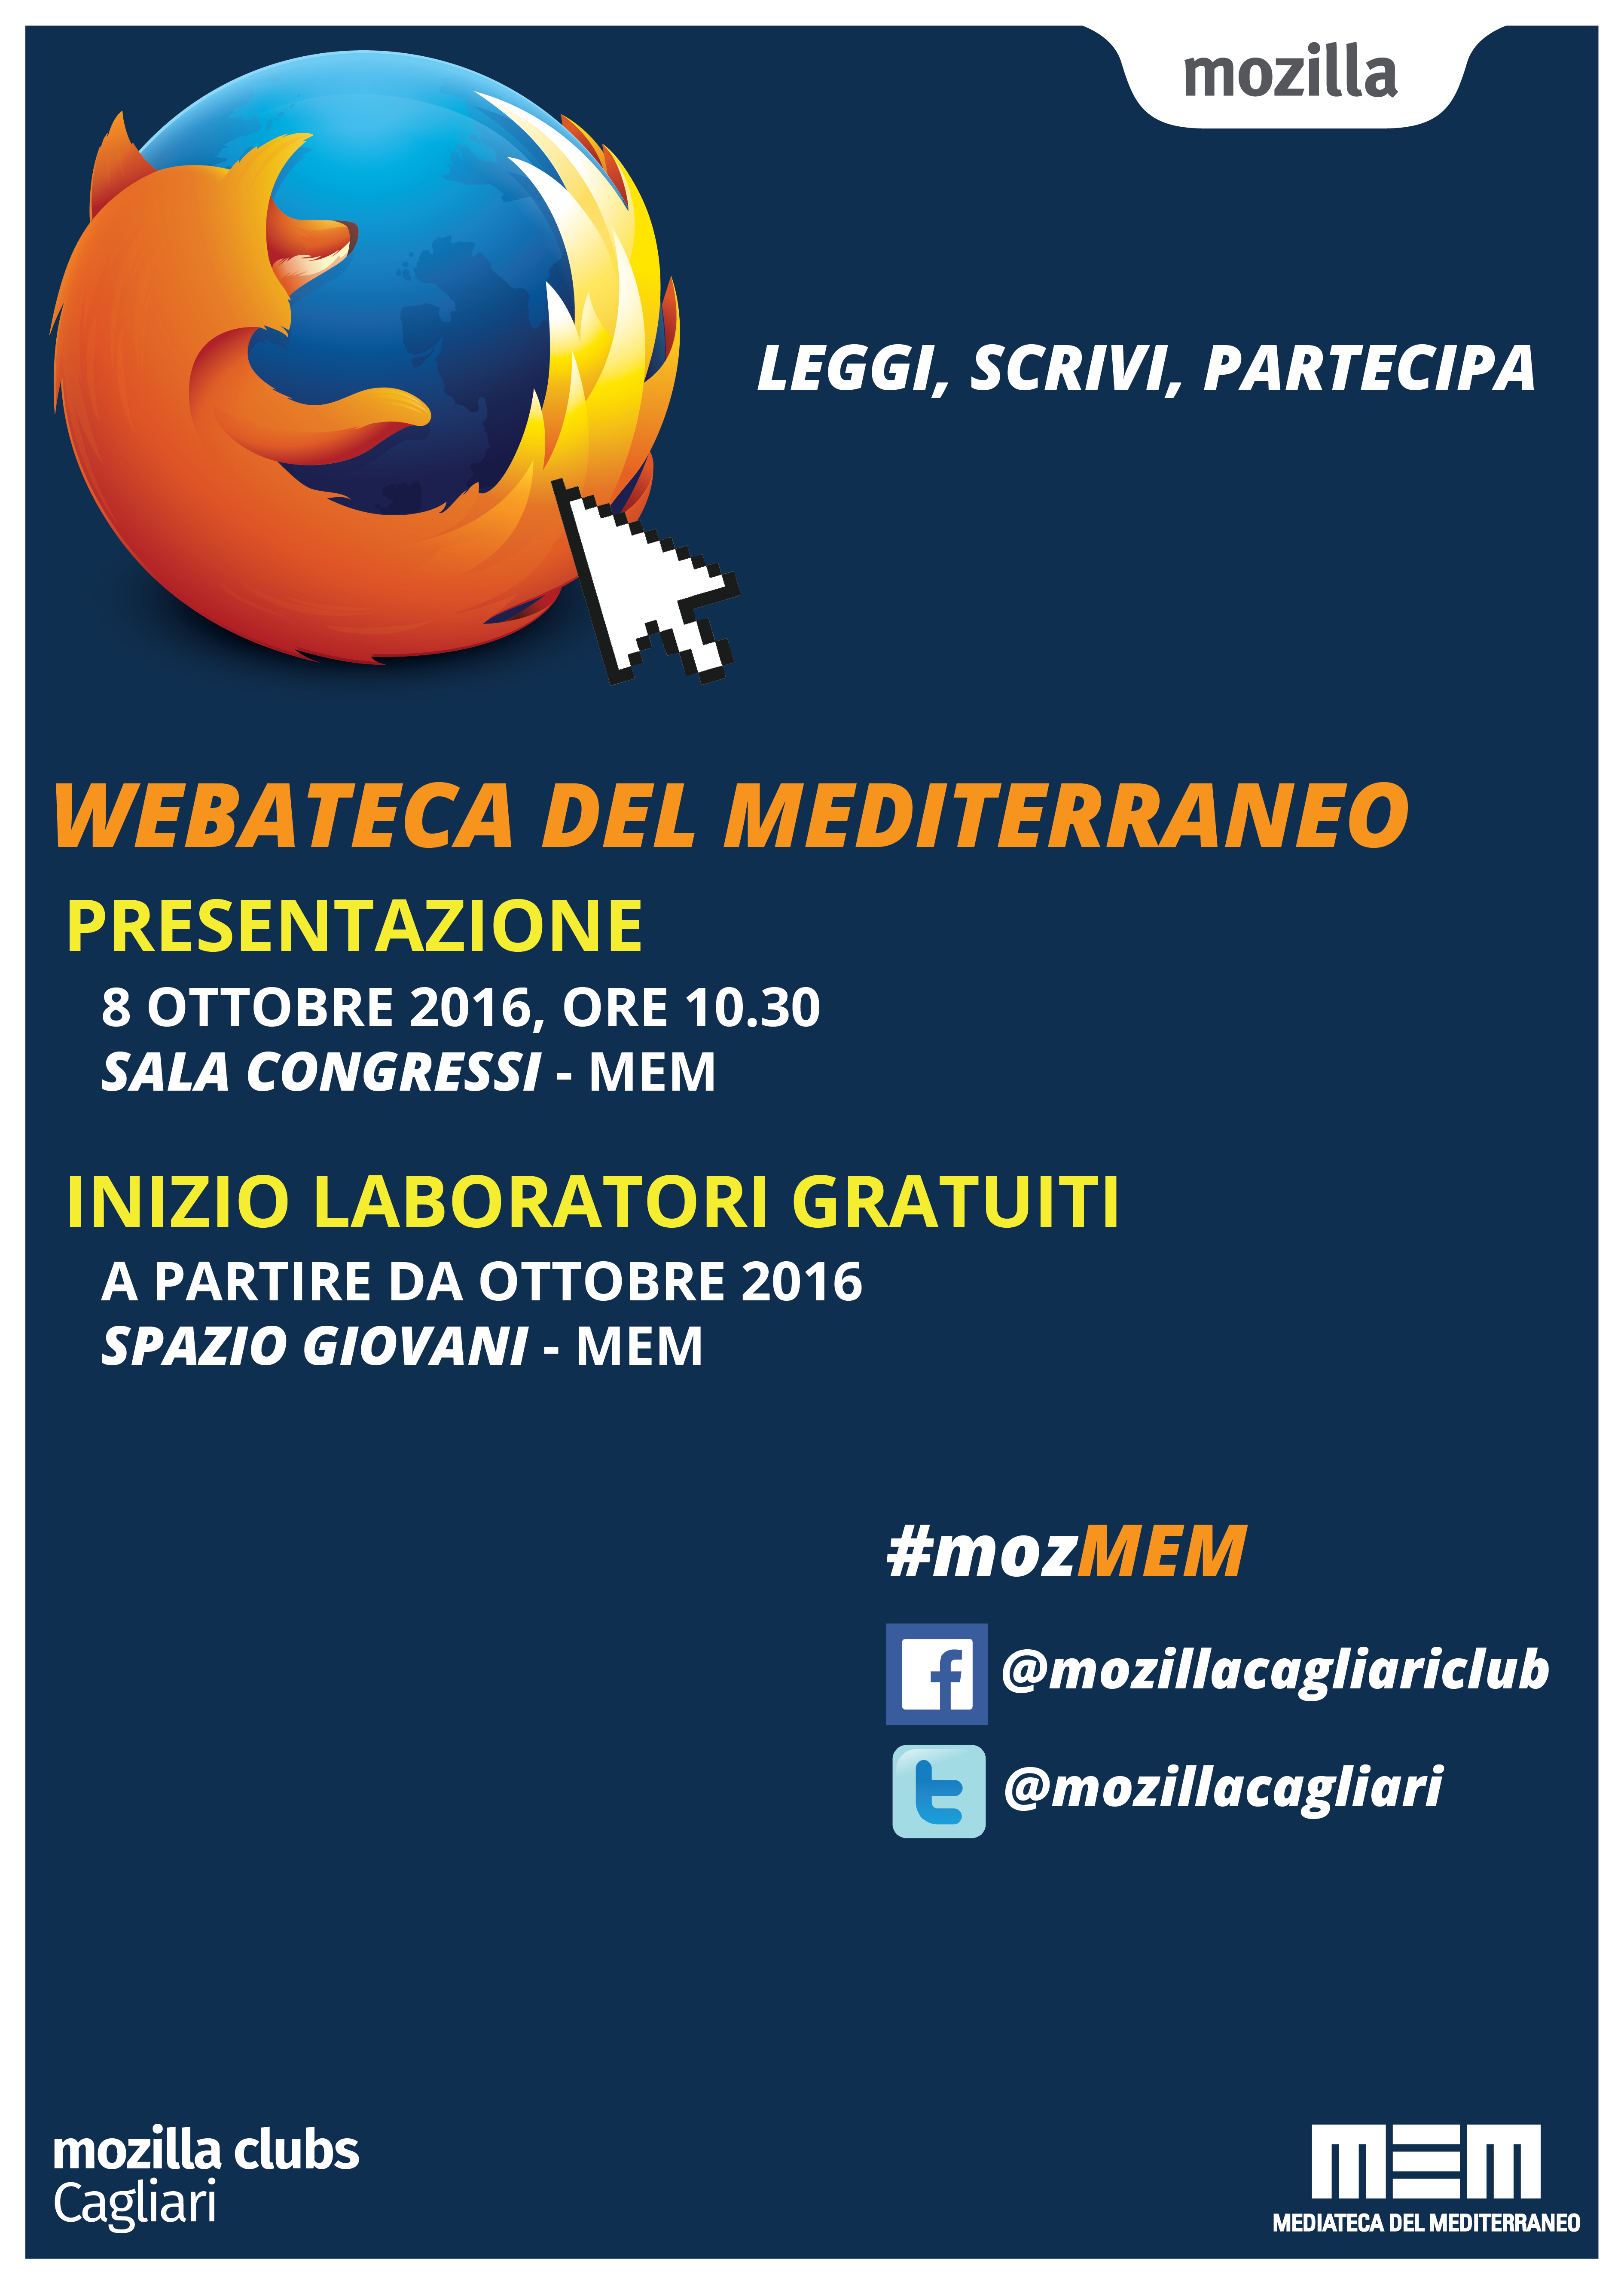 mozilla
LEGGI, SCRIVI, PARTECIPA
WEBATECA DEL MEDITERRANEO
PRESENTAZIONE
8 OTTOBRE 2016, ORE 10.30
SALA CONGRESSI - MEM
INIZIO LABORATORI GRATUITI
A PARTIRE DA OTTOBRE 2016
SPAZIO GIOVANI - MEM
#mozMEM
@mozillacagliariclub
@mozillacagliari
mozilla clubs
Cagliari
MEM
MEDIATECA DEL MEDITERRANEO